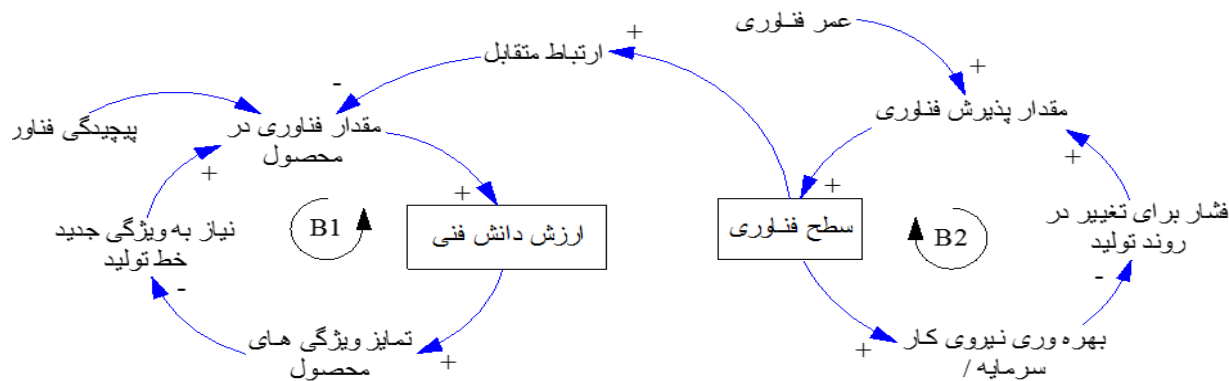 عمر فناوری
+
ارتباط متقابل
+
-
مقدار پذیرش فناوری
پیچیدگی فناور
مقدار فناوری در
محصول
+
+
+
+
فشار برای تغییر در
روند تولید
سطح فناوری
B2
ارزش دانش فنی
B1
نیاز به ویژگی جدید
خط تولید
-
-
بهره وری نیروی کار
/ سرمایه
+
تمایز ویژگی های
محصول
+